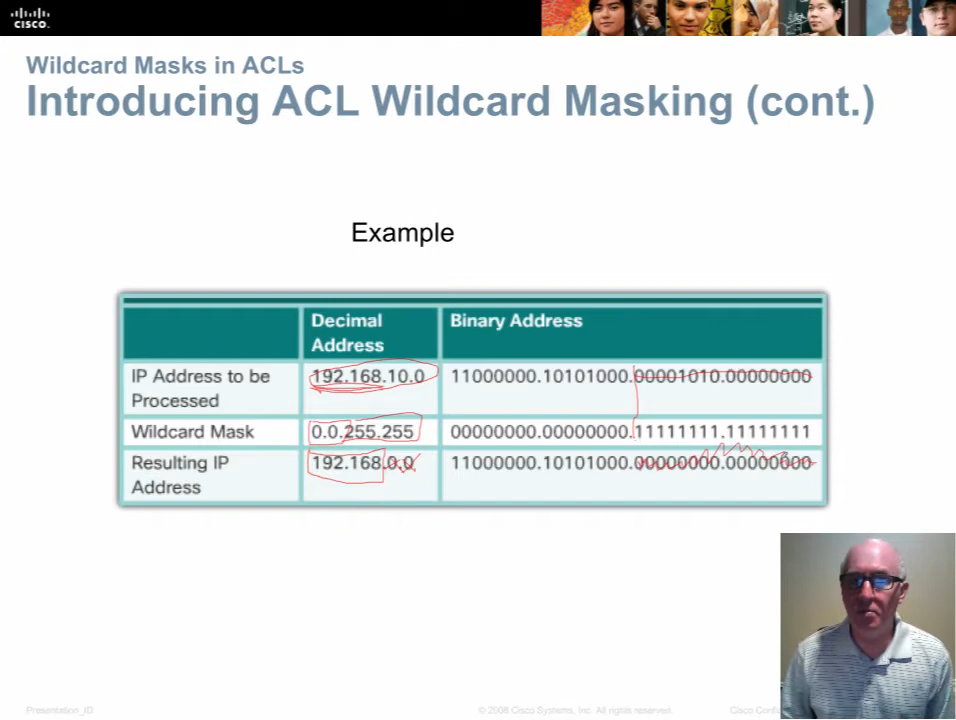 CISCO.
Wildcard Masks in ACLs
Introducing ACL Wildcard Masking (cont.)
Example
Decimal Address Binary Address
IP Address to be Processed 192.168.10.0 11000000.10101000.00001010.00000000
Wildcard Mask 0.0.255.255 00000000.00000000.11111111.11111111
Resulting IP Address 192.168.0.0 11000000.10101000.00000000.00000000
Presentation_ID © 2008 Cisco Systems, Inc. All rights reserved. Cisco